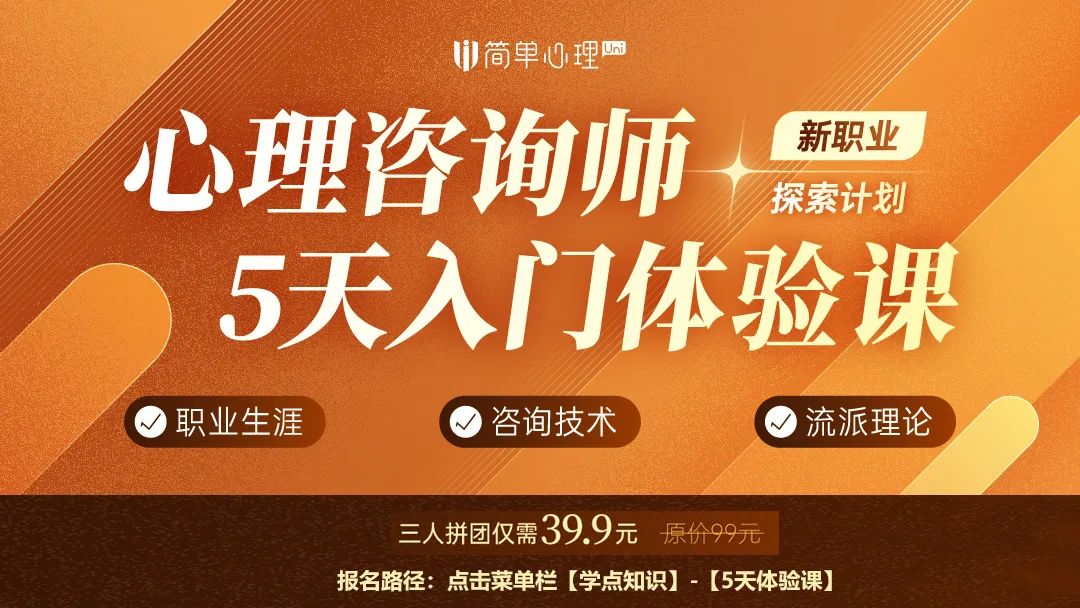 简单心理 Uni
心理咨询师
新职业
探索计划
5天入门体验课
职业生涯
咨询技术
流派理论
三人拼团仅需39.9元 原价99元
报名路径：点击菜单栏【学点知识】-【5天体验课】